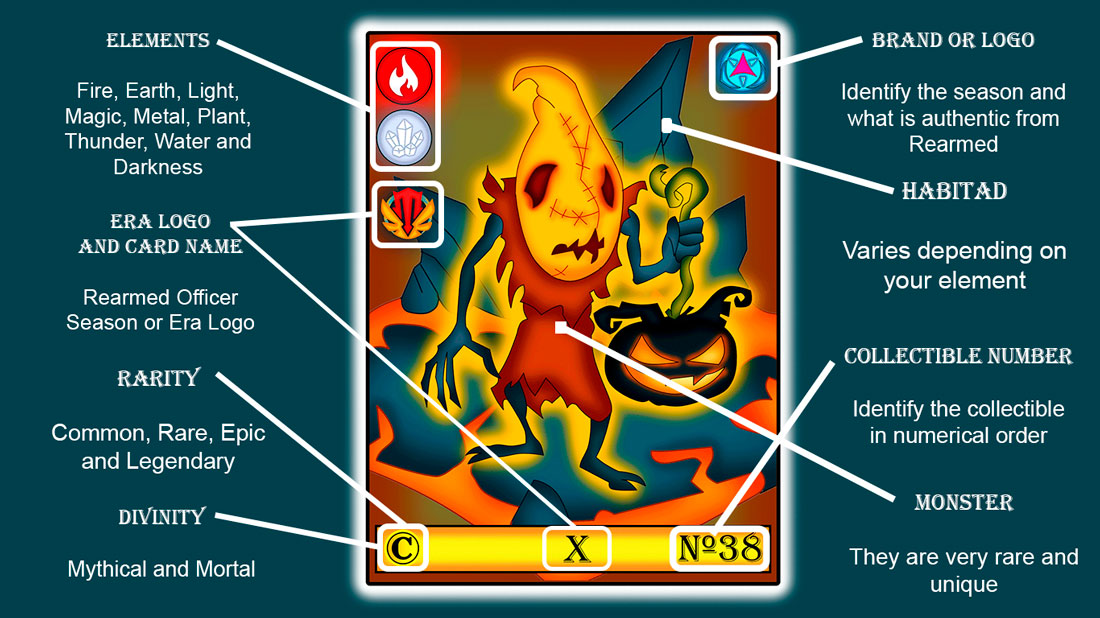 ELEMENTS
Fire, Earth, Light,
Magic, Metal, Plant,
Thunder, Water and
Darkness
ERA LOGO
AND CARD NAME
Rearmed Officer
Season or Era Logo
RARITY
Common, Rare, Epic
and Legendary
DIVINITY
Mythical and Mortal
C
X
Nº38
BRAND OR LOGO
Identify the season and
what is authentic from
Rearmed
HABITAD
Varies depending on
your element
COLLECTIBLE NUMBER
Identify the collectible
in numerical order
MONSTER
They are very rare and
unique